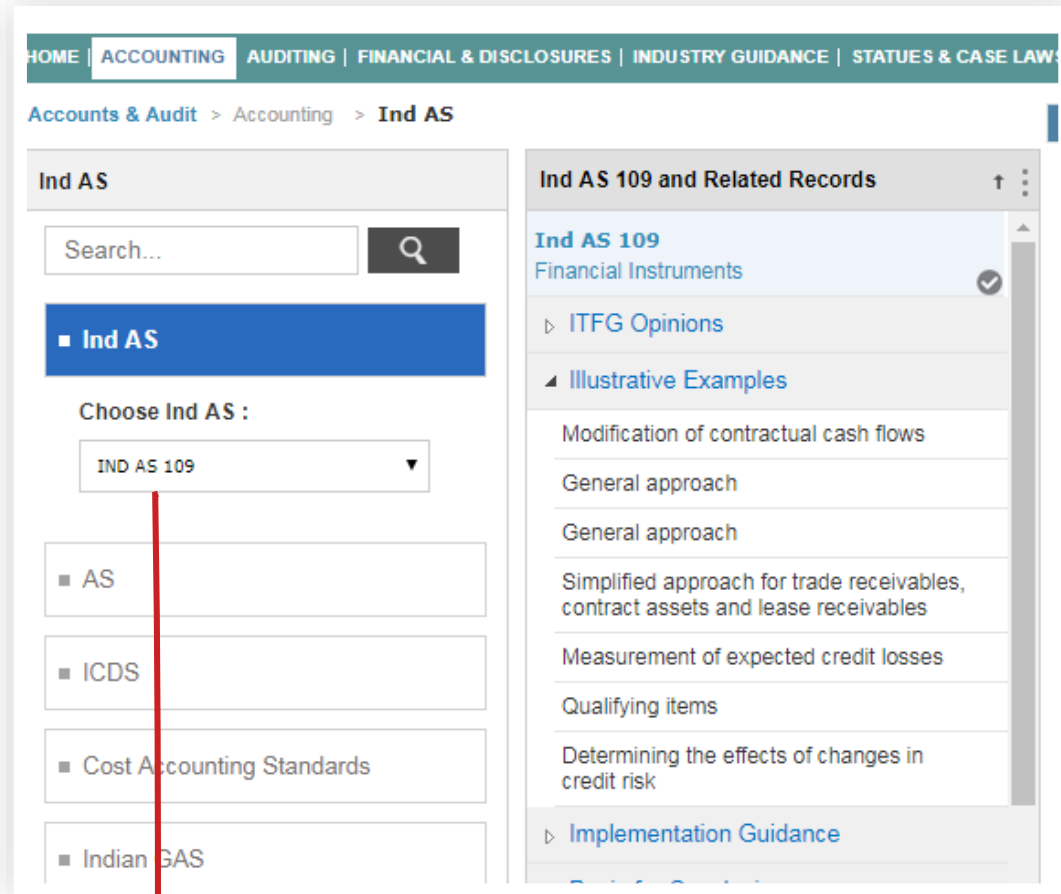 HOME | ACCOUNTING AUDITING | FINANCIAL & DISCLOSURES | INDUSTRY GUIDANCE | STATUES & CASE LAWS
Accounts & Audit > Accounting > Ind AS
Ind AS
Search...
Ind AS
Choose Ind AS :
IND AS 109
AS
ICDS
Cost Accounting Standards
Indian GAS
Ind AS 109 and Related Records
Ind AS 109
Financial Instruments
ITFG Opinions
Illustrative Examples
Modification of contractual cash flows
General approach
General approach
Simplified approach for trade receivables,
contract assets and lease receivables
Measurement of expected credit losses
Qualifying items
Determining the effects of changes in
credit risk
Implementation Guidance